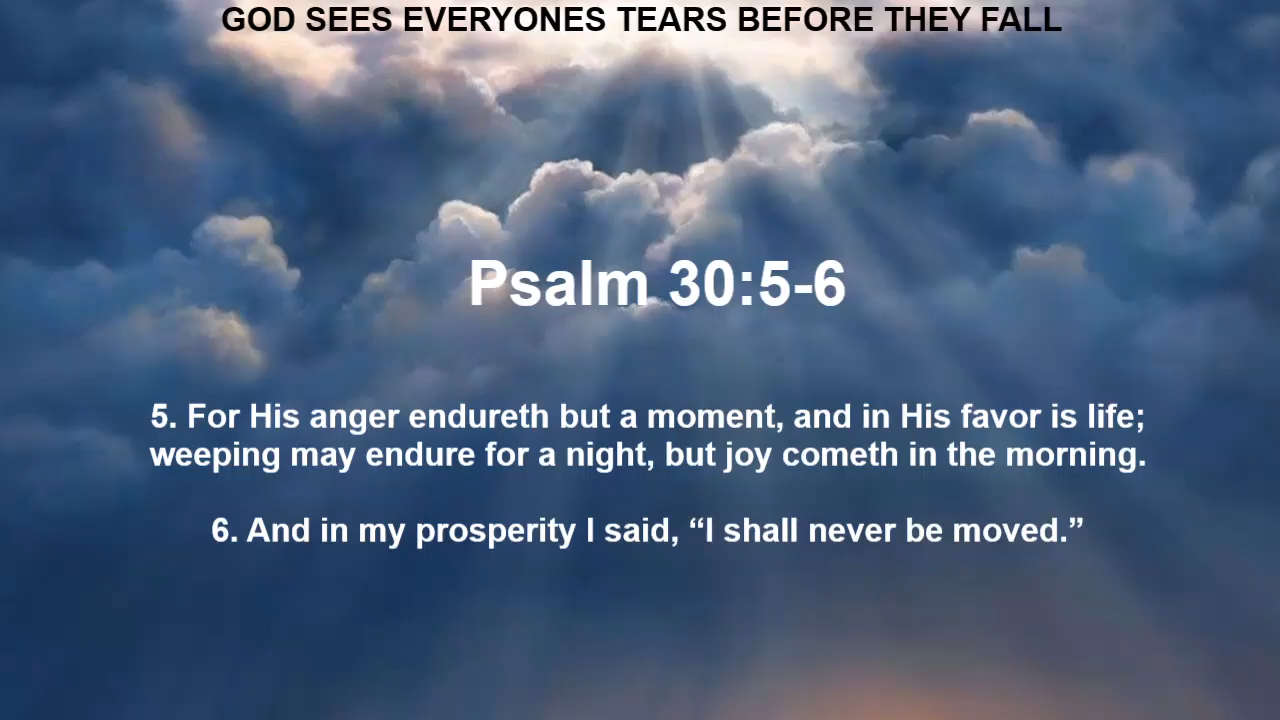 GOD SEES EVERYONES TEARS BEFORE THEY FALL
Psalm 30:5-6
5. For His anger endureth but a moment, and in His favor is life;
weeping may endure for a night, but joy cometh in the morning.
6. And in my prosperity I said, “I shall never be moved.”